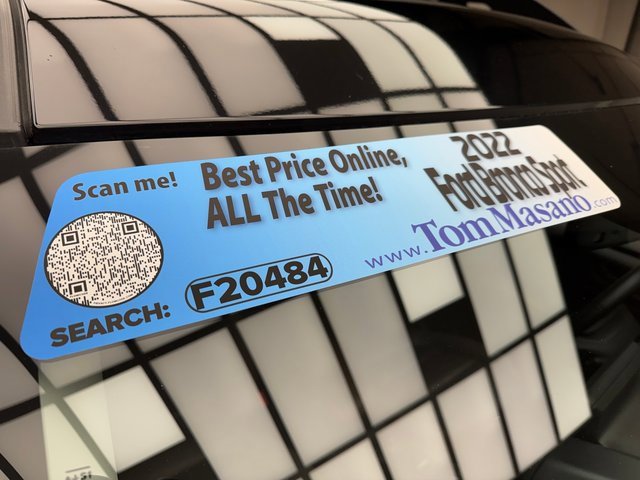 Scan me!
Best Price Online,
ALL The Time!
2022
Ford Bronco Sport
www.TomMasano.com
SEARCH: F20484